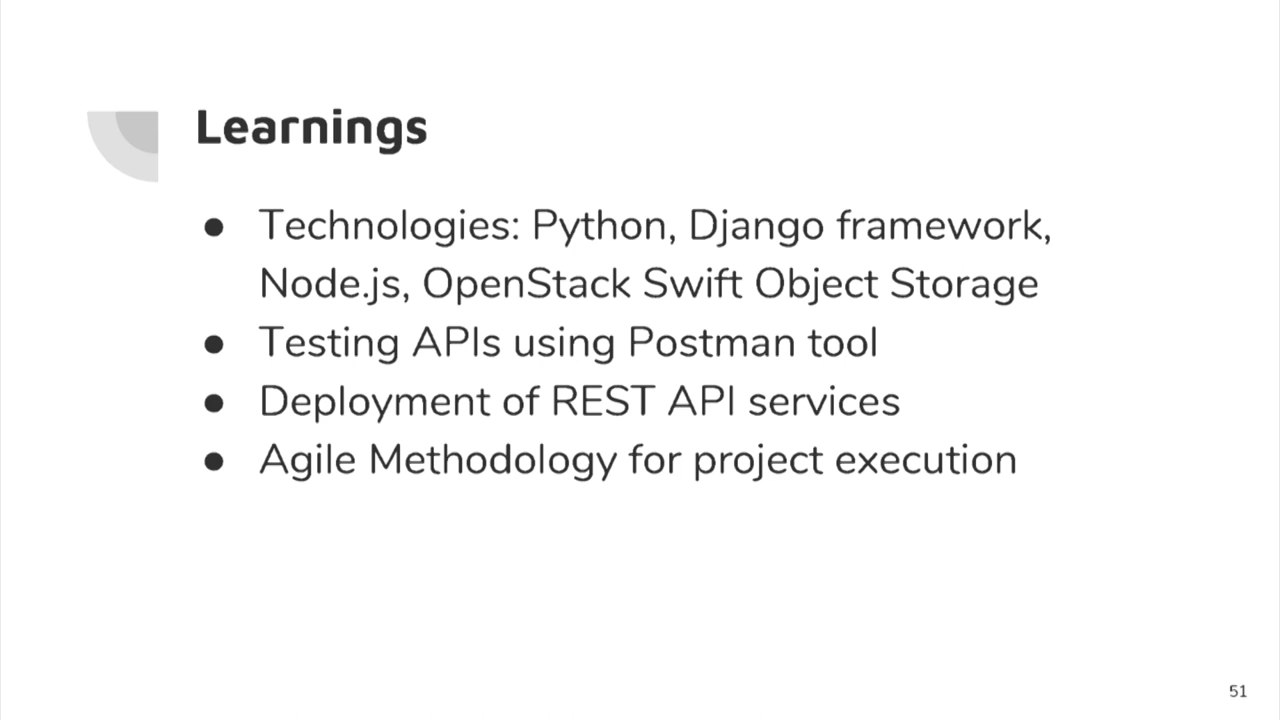 Learnings
● Technologies: Python, Django framework,
Node.js, OpenStack Swift Object Storage
● Testing APIs using Postman tool
● Deployment of REST API services
● Agile Methodology for project execution
51